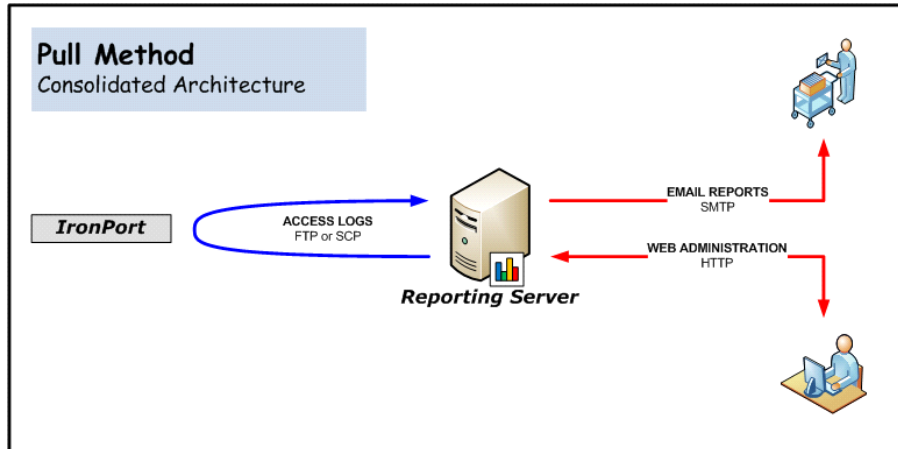 Pull Method
Consolidated Architecture
IronPort
ACCESS LOGS
FTP or SCP
Reporting Server
EMAIL REPORTS
SMTP
WEB ADMINISTRATION
HTTP